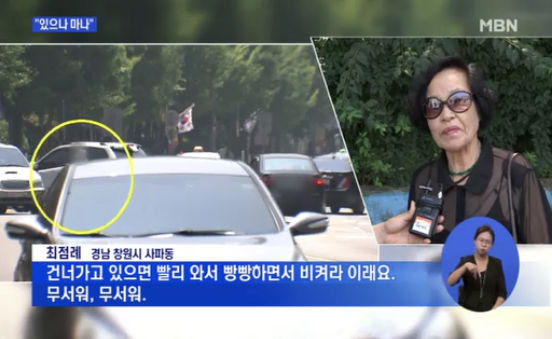 "있으나 마나"
MBN
최점례 경남 창원시 사파동
건너가고 있으면 빨리 와서 빵빵하면서 비켜라 이래요.
무서워, 무서워.